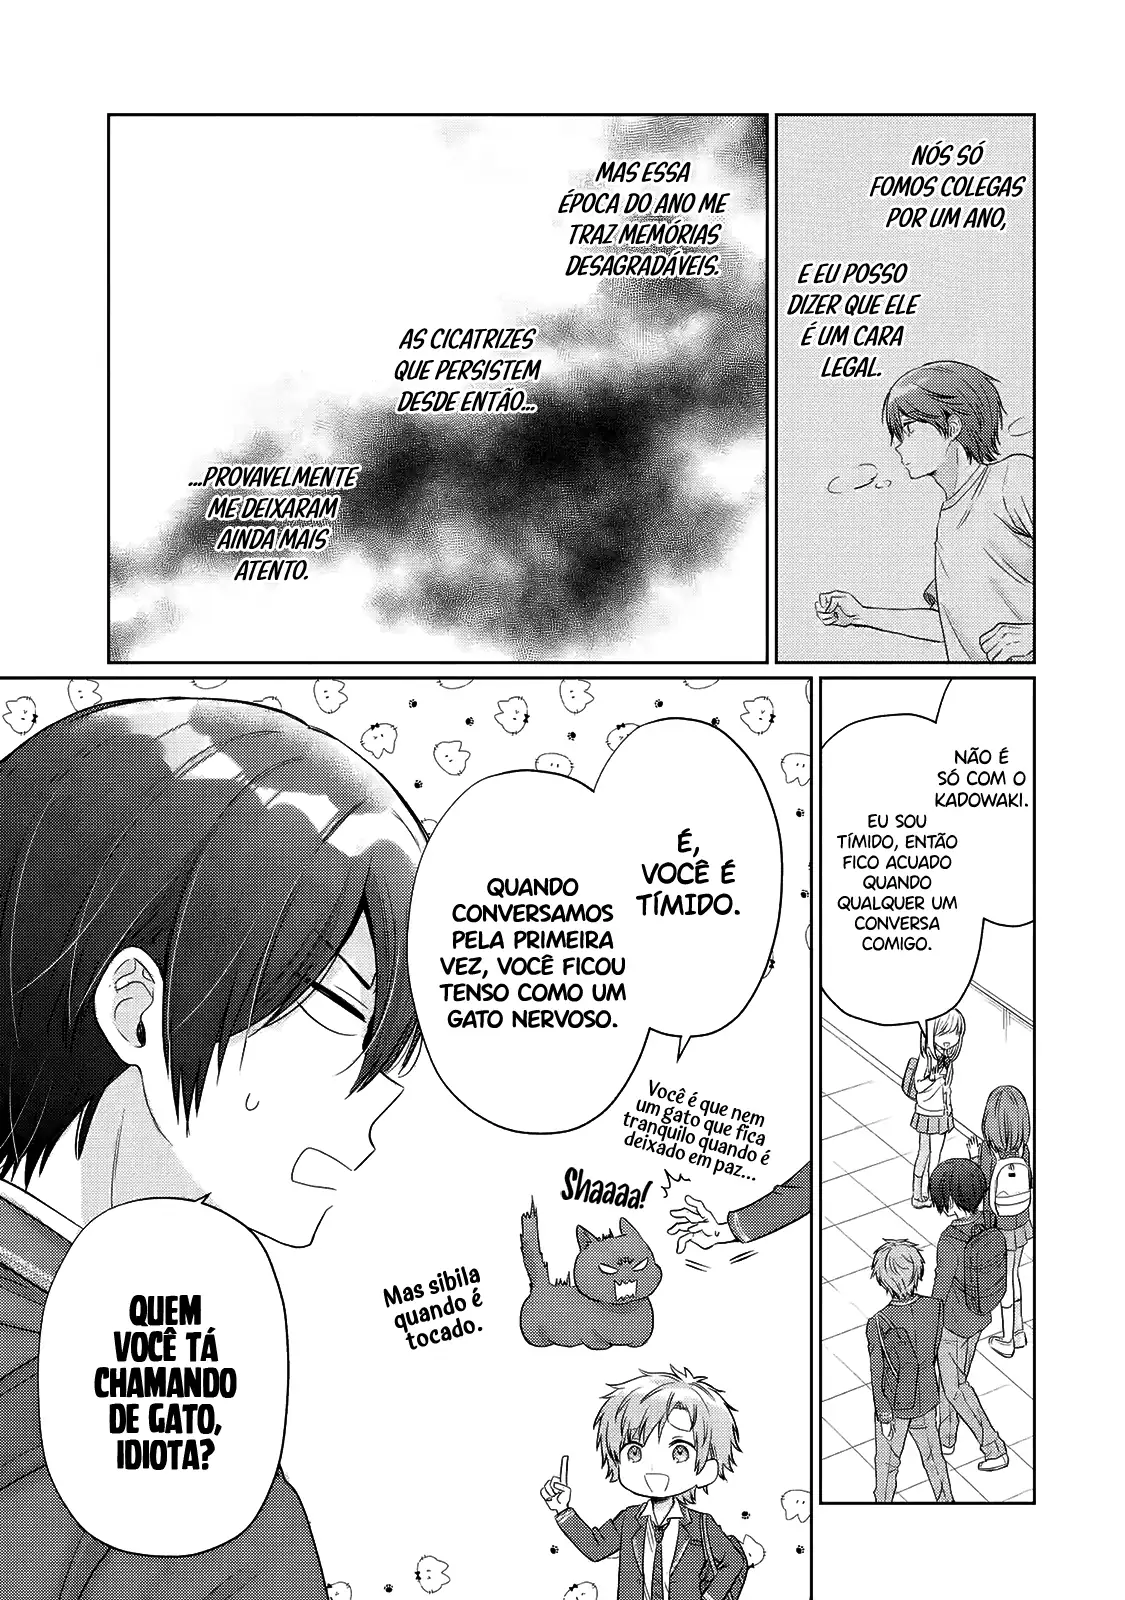 NÓS SÓ
FOMOS COLEGAS
POR UM ANO,
E EU POSSO
DIZER QUE ELE
É UM CARA
LEGAL.
MAS ESSA
ÉPOCA DO ANO ME
TRAZ MEMÓRIAS
DESAGRADÁVEIS.
AS CICATRIZES
QUE PERSISTEM
DESDE ENTÃO...
...PROVAVELMENTE
ME DEIXARAM
AINDA MAIS
ATENTO.
NÃO É
SÓ COM O
KADOWAKI.
EU SOU
TÍMIDO, ENTÃO
FICO ACUADO
QUANDO
QUALQUER UM
CONVERSA
COMIGO.
É,
VOCÊ É
TÍMIDO.
QUANDO
CONVERSAMOS
PELA PRIMEIRA
VEZ, VOCÊ FICOU
TENSO COMO UM
GATO NERVOSO.
Você é que nem
um gato que fica
tranquilo quando é
deixado em paz...
Shaaaa!
Mas sibila
quando é
tocado.
QUEM
VOCÊ TÁ
CHAMANDO
DE GATO,
IDIOTA?